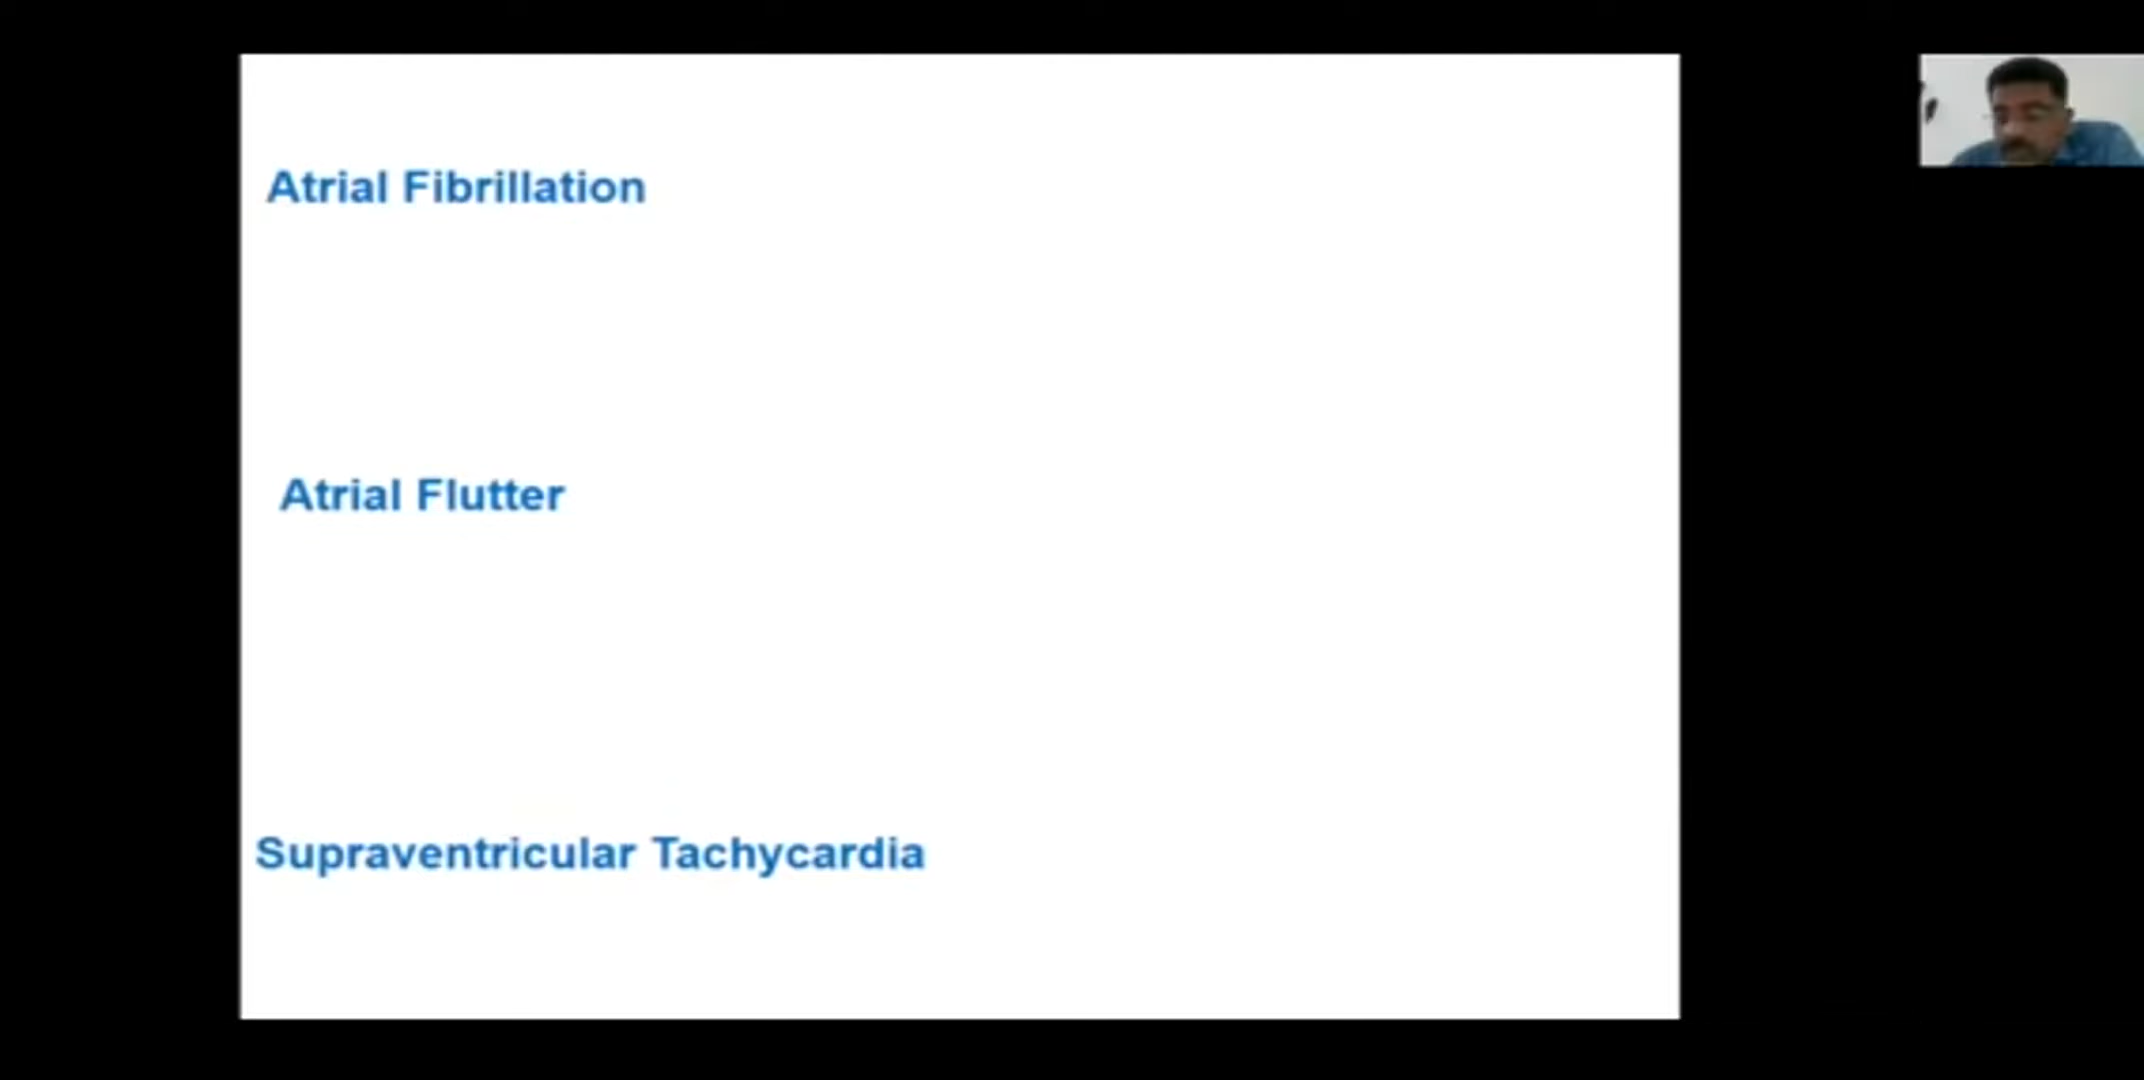 Atrial Fibrillation
Atrial Flutter
Supraventricular Tachycardia